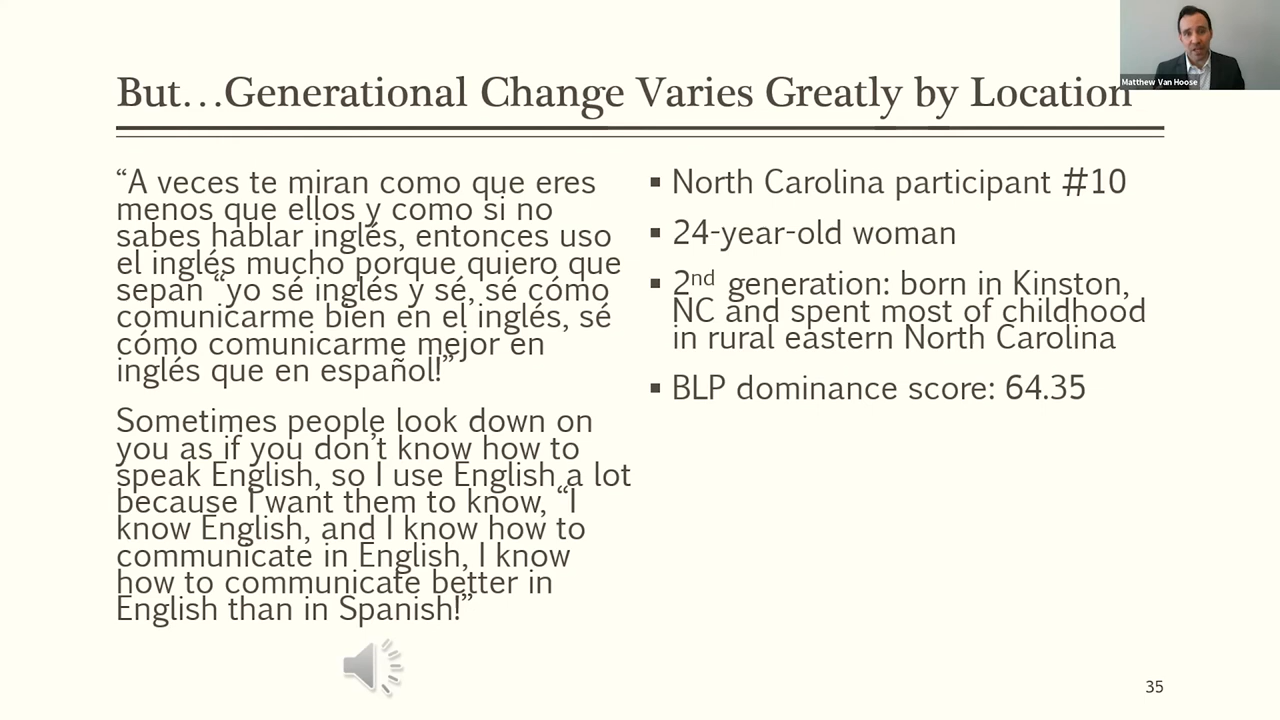 Matthew Van Hoose
But…Generational Change Varies Greatly by Location
“A veces te miran como que eres
menos que ellos y como si no
sabes hablar inglés, entonces uso
el inglés mucho porque quiero que
sepan “yo sé inglés y sé, sé cómo
comunicarme bien en el inglés, sé
cómo comunicarme mejor en
inglés que en español!”
Sometimes people look down on
you as if you don’t know how to
speak English, so I use English a lot
because I want them to know, “I
know English, and I know how to
communicate in English, I know
how to communicate better in
English than in Spanish!”
▪ North Carolina participant #10
▪ 24-year-old woman
▪ 2nd generation: born in Kinston,
NC and spent most of childhood
in rural eastern North Carolina
▪ BLP dominance score: 64.35
35